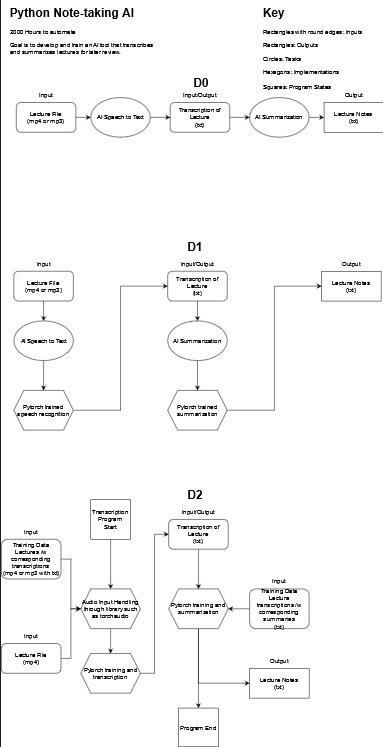 Python Note-taking AI
2000 Hours to automate
Goal is to develop and train an AI tool that transcribes
and summarizes lectures for later review.
Key
Rectangles with round edges: Inputs
Rectangles: Outputs
Circles: Tasks
Hexagons: Implementations
Squares: Program States
D0
Input
Lecture File
(mp4 or mp3)
AI Speech to Text
Input/Output
Transcription of
Lecture
(txt)
AI Summarization
Output
Lecture Notes
(txt)
D1
Input
Lecture File
(mp4 or mp3)
AI Speech to Text
Pytorch trained
speech recognition
Input/Output
Transcription of
Lecture
(txt)
AI Summarization
Pytorch trained
summarization
Output
Lecture Notes
(txt)
D2
Transcription
Program
Start
Input
Training Data
Lectures /w
corresponding
transcriptions
(mp4 or mp3 with txt)
Input
Lecture File
(mp4)
Audio Input Handling
through library such
as torchaudio
Pytorch training and
transcription
Input/Output
Transcription of
Lecture
(txt)
Pytorch training and
summarization
Input
Training Data
Lecture
transcriptions /w
corresponding
summaries
(txt)
Output
Lecture Notes
(txt)
Program End